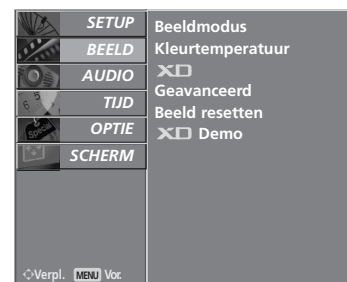 SETUP
BEELD
AUDIO
TIJD
OPTIE
SCHERM
Beeldmodus
Kleurtemperatuur
XD
Geavanceerd
Beeld resetten
XD Demo
Verpl. MENU Vor.